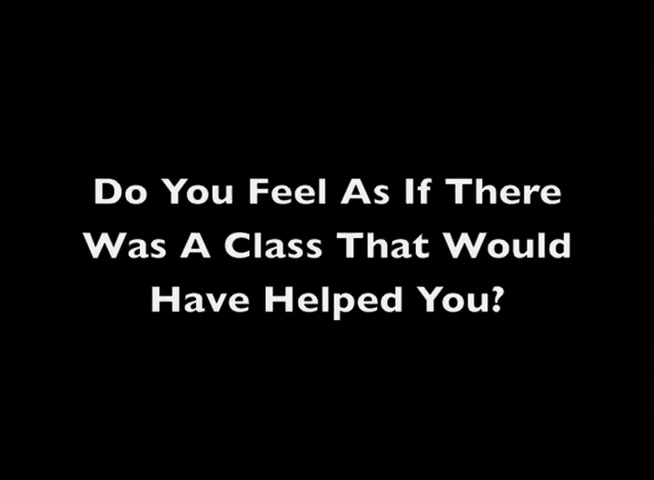 Do You Feel As If There
Was A Class That Would
Have Helped You?